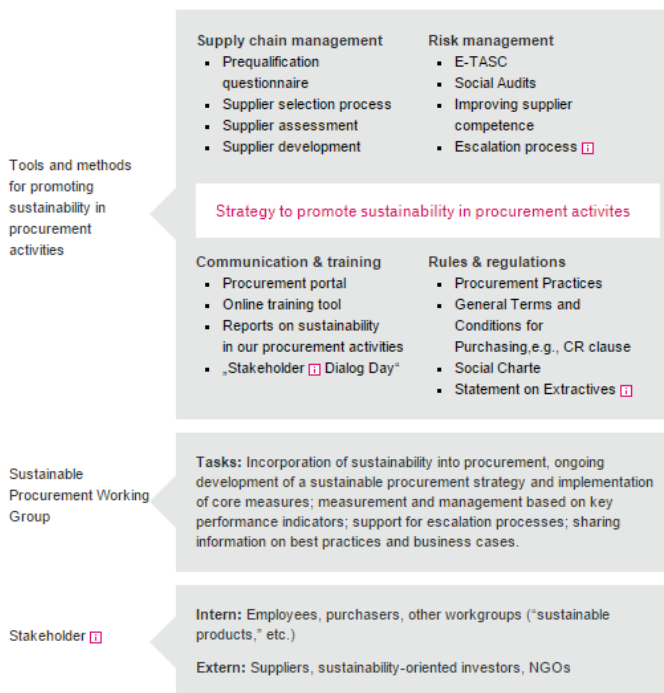 Tools and methods
for promoting
sustainability in
procurement
activities
Supply chain management
▪ Prequalification
questionnaire
▪ Supplier selection process
▪ Supplier assessment
▪ Supplier development
Risk management
▪ E-TASC
▪ Social Audits
▪ Improving supplier
competence
▪ Escalation process i
Strategy to promote sustainability in procurement activites
Communication & training
▪ Procurement portal
▪ Online training tool
▪ Reports on sustainability
in our procurement activities
▪ „Stakeholder i Dialog Day“
Rules & regulations
▪ Procurement Practices
▪ General Terms and
Conditions for
Purchasing,e.g., CR clause
▪ Social Charte
▪ Statement on Extractives i
Sustainable
Procurement Working
Group
Tasks: Incorporation of sustainability into procurement, ongoing
development of a sustainable procurement strategy and implementation
of core measures; measurement and management based on key
performance indicators; support for escalation processes; sharing
information on best practices and business cases.
Stakeholder i
Intern: Employees, purchasers, other workgroups (“sustainable
products,” etc.)
Extern: Suppliers, sustainability-oriented investors, NGOs